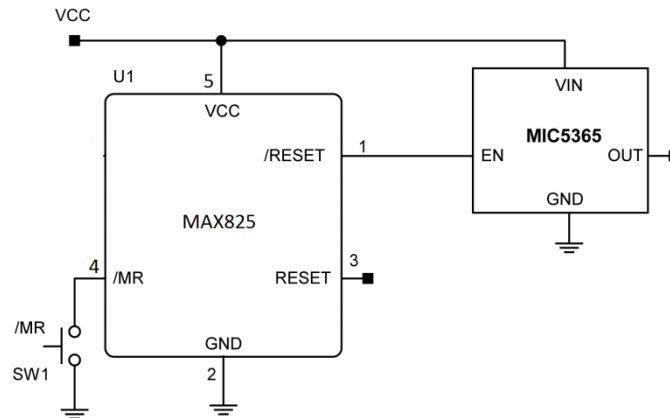 VCC
U1
5
VCC
VIN
MIC5365
/RESET
1
EN
OUT
GND
MAX825
4
/MR
RESET
3
/MR
SW1
GND
2